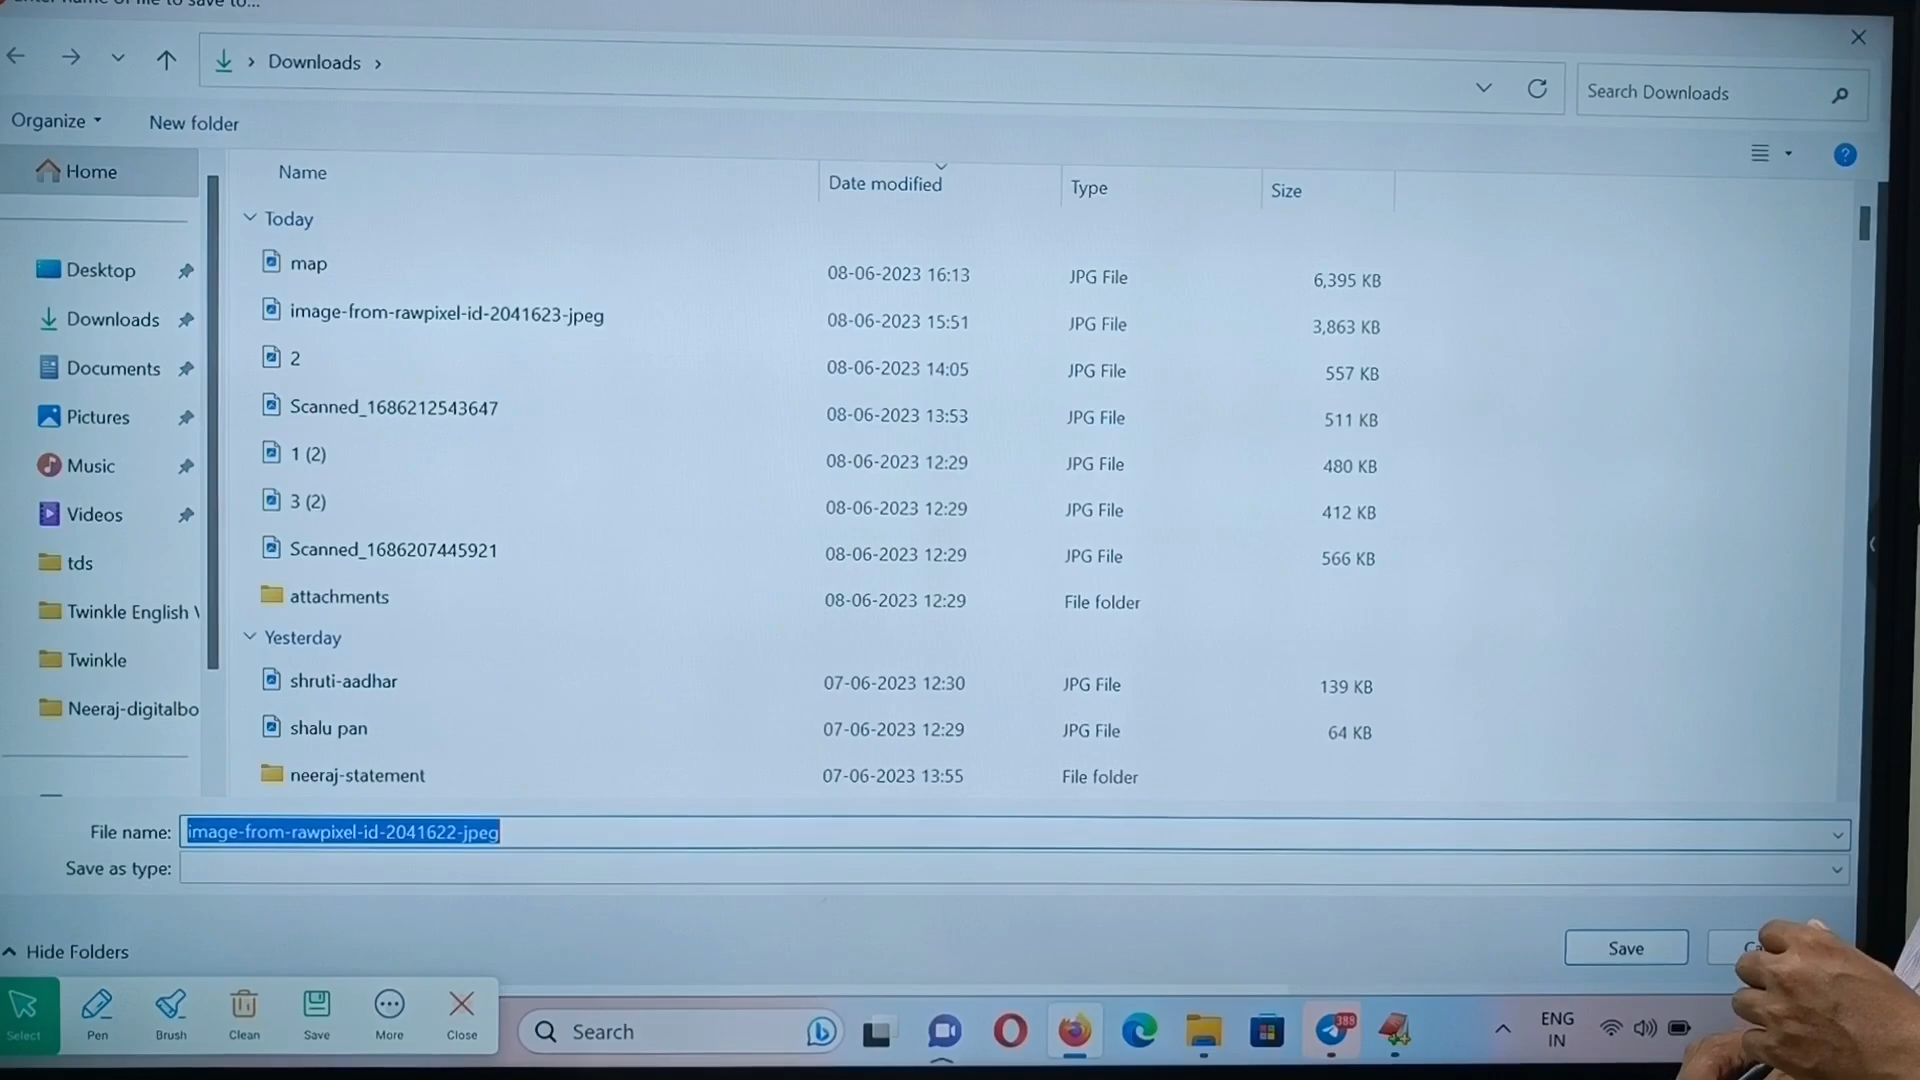 Downloads
Search Downloads
Organize
New folder
Name
Date modified
Type
Size
Home
Desktop
Downloads
Documents
Pictures
Music
Videos
tds
Twinkle English
Twinkle
Neeraj-digitalbo
Today
map 08-06-2023 16:13 JPG File 6,395 KB
image-from-rawpixel-id-2041623-jpeg 08-06-2023 15:51 JPG File 3,863 KB
2 08-06-2023 14:05 JPG File 557 KB
Scanned_1686212543647 08-06-2023 13:53 JPG File 511 KB
1 (2) 08-06-2023 12:29 JPG File 480 KB
3 (2) 08-06-2023 12:29 JPG File 412 KB
Scanned_1686207445921 08-06-2023 12:29 JPG File 566 KB
attachments 08-06-2023 12:29 File folder
Yesterday
shruti-aadhar 07-06-2023 12:30 JPG File 139 KB
shalu pan 07-06-2023 12:29 JPG File 64 KB
neeraj-statement 07-06-2023 13:55 File folder
File name: image-from-rawpixel-id-2041622-jpeg
Save as type:
Hide Folders
Save
Select
Pen
Brush
Clean
Save
More
Close
Search
388
ENG
IN